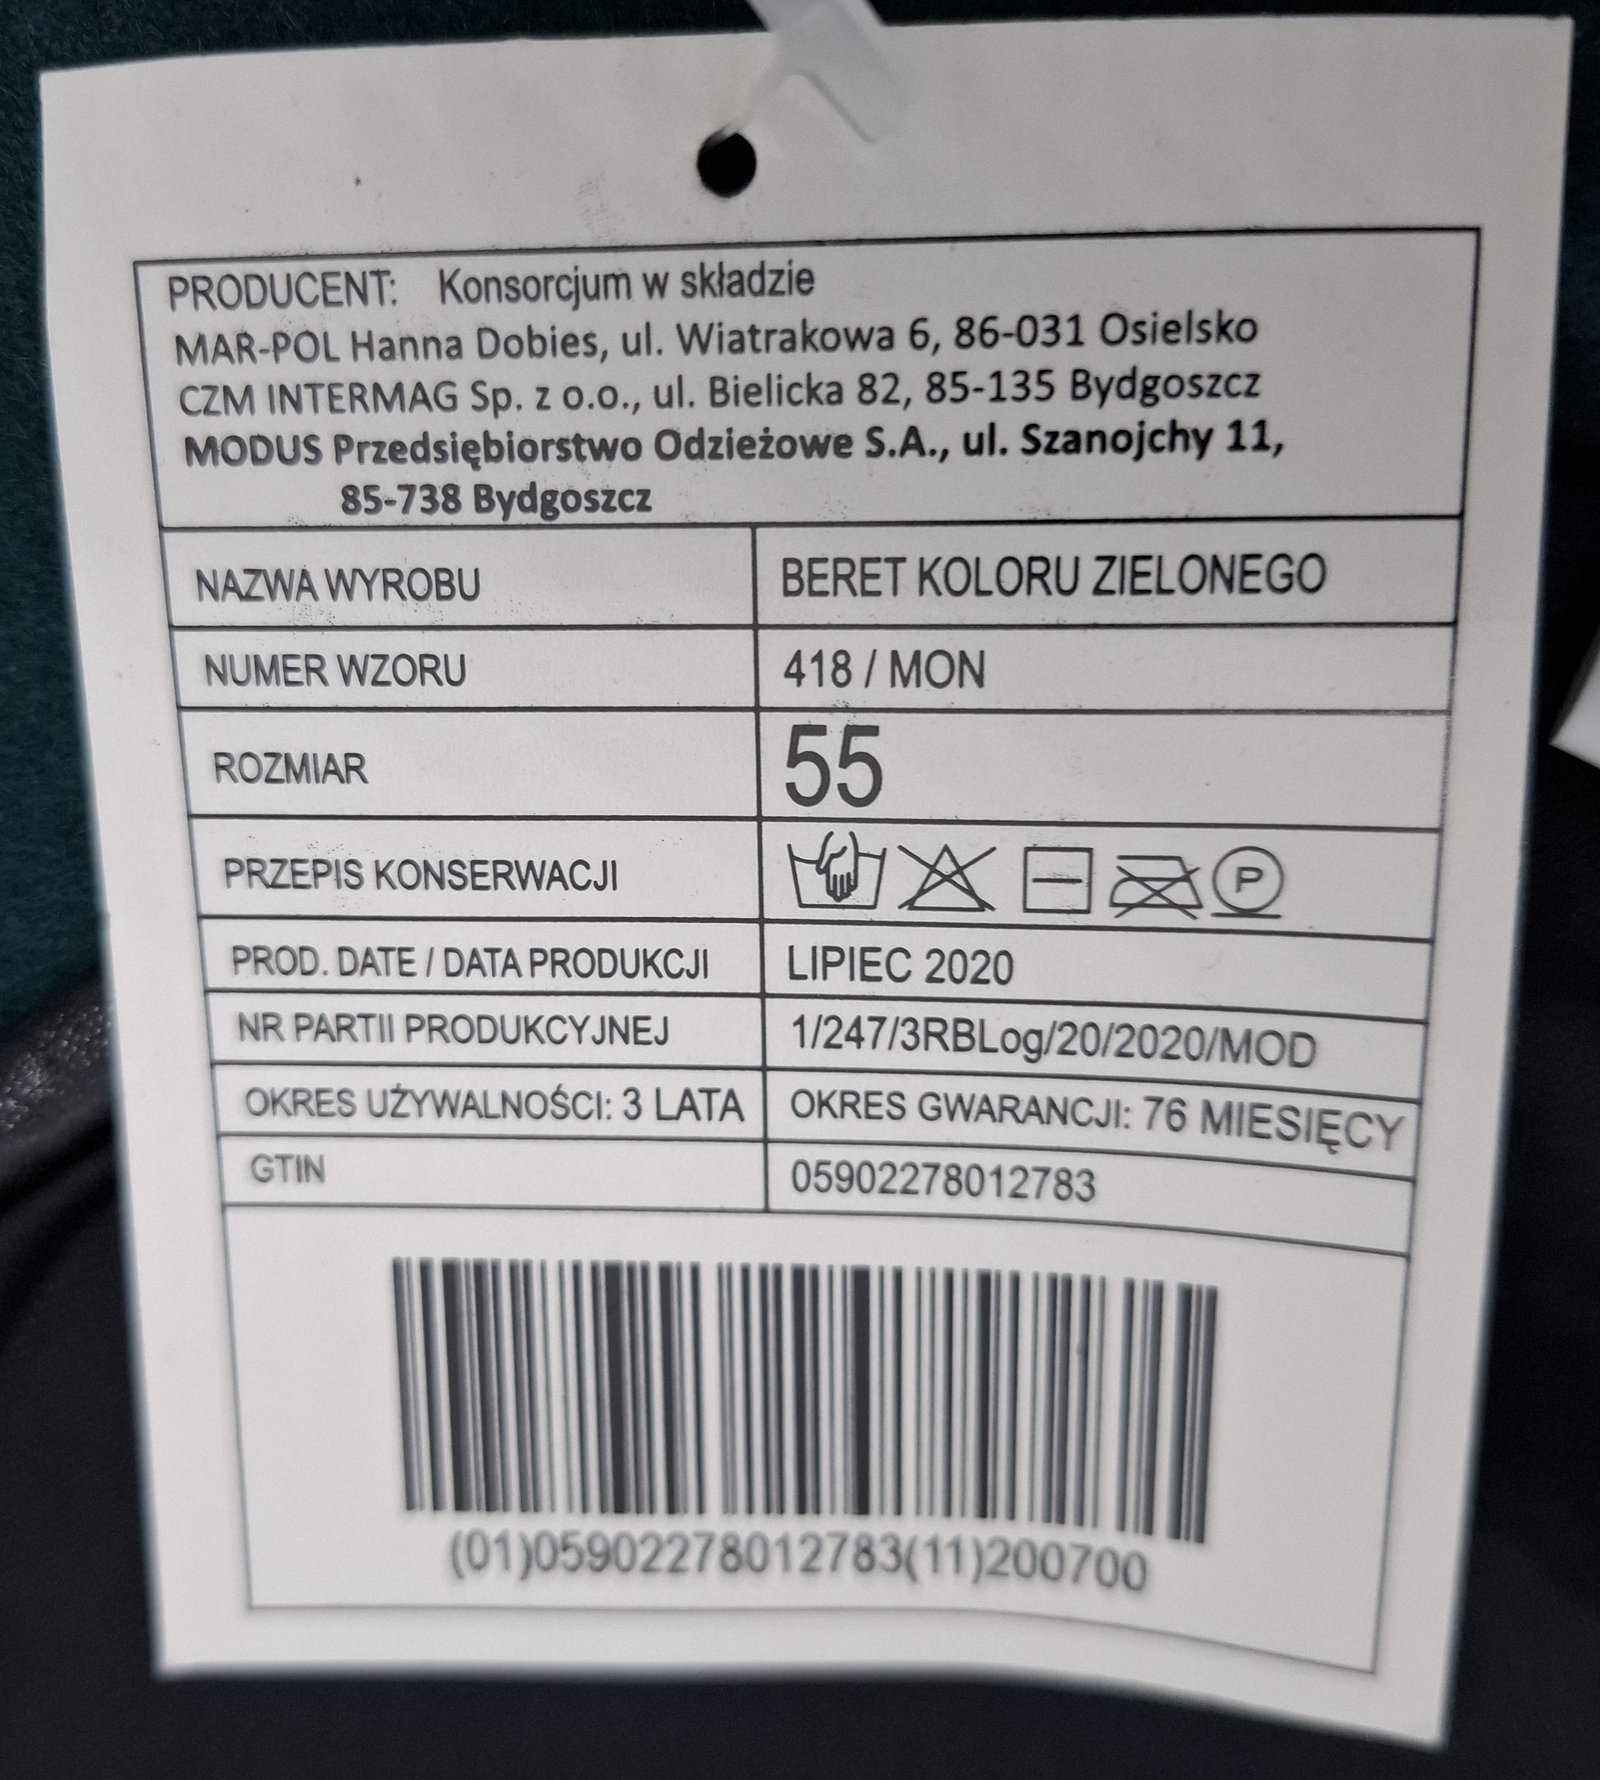 PRODUCENT: Konsorcjum w składzie
MAR-POL Hanna Dobies, ul. Wiatrakowa 6, 86-031 Osielsko
CZM INTERMAG Sp. z o.o., ul. Bielicka 82, 85-135 Bydgoszcz
MODUS Przedsiębiorstwo Odzieżowe S.A., ul. Szanojchy 11,
85-738 Bydgoszcz
NAZWA WYROBU BERET KOLORU ZIELONEGO
NUMER WZORU 418 / MON
ROZMIAR 55
PRZEPIS KONSERWACJI P
PROD. DATE / DATA PRODUKCJI LIPIEC 2020
NR PARTII PRODUKCYJNEJ 1/247/3RBLog/20/2020/MOD
OKRES UŻYWALNOŚCI: 3 LATA OKRES GWARANCJI: 76 MIESIĘCY
GTIN 05902278012783
(01)05902278012783(11)200700